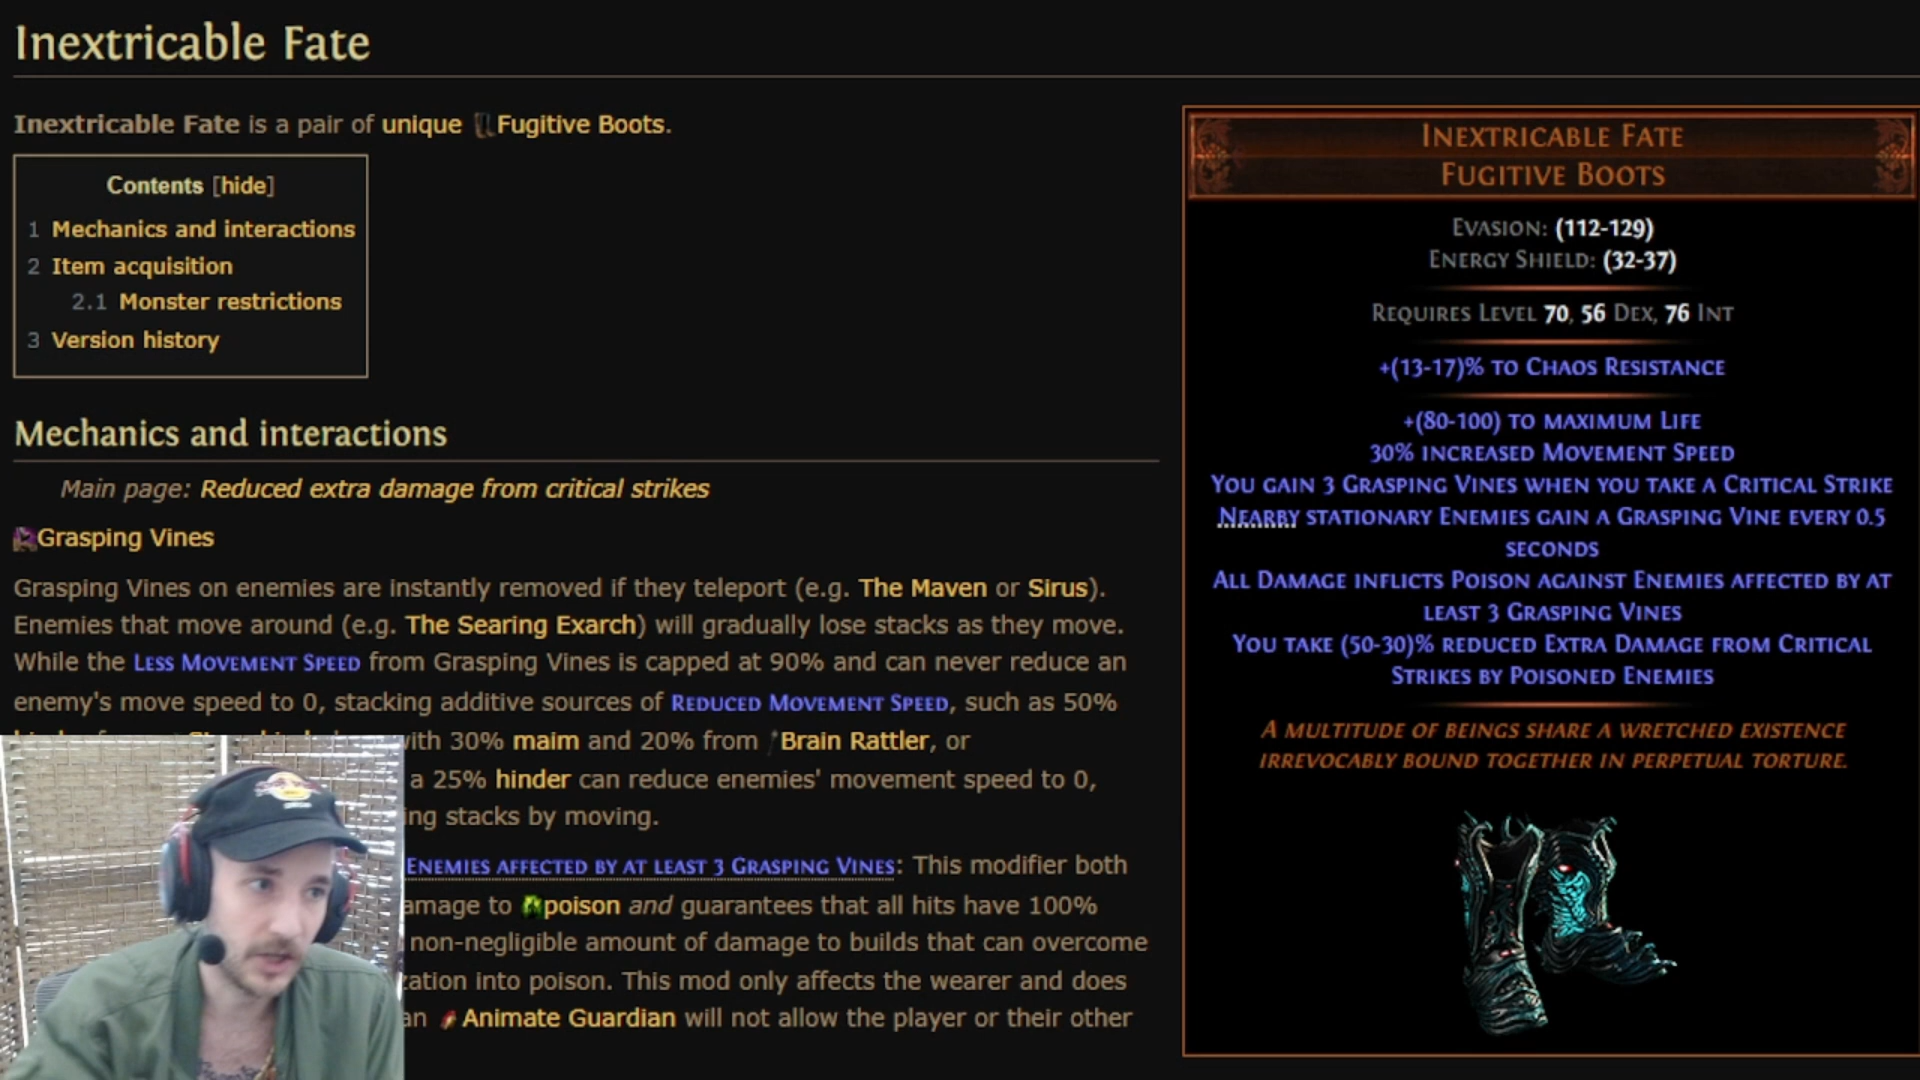 Inextricable Fate
Inextricable Fate is a pair of unique Fugitive Boots.
Contents [hide]
1 Mechanics and interactions
2 Item acquisition
2.1 Monster restrictions
3 Version history
Mechanics and interactions
Main page: Reduced extra damage from critical strikes
Grasping Vines
Grasping Vines on enemies are instantly removed if they teleport (e.g. The Maven or Sirus).
Enemies that move around (e.g. The Searing Exarch) will gradually lose stacks as they move.
While the Less Movement Speed from Grasping Vines is capped at 90% and can never reduce an
enemy's move speed to 0, stacking additive sources of Reduced Movement Speed, such as 50%
with 30% maim and 20% from Brain Rattler, or
a 25% hinder can reduce enemies' movement speed to 0,
stacks by moving.
Enemies affected by at least 3 Grasping Vines: This modifier both
to poison and guarantees that all hits have 100%
non-negligible amount of damage to builds that can overcome
into poison. This mod only affects the wearer and does
Animate Guardian will not allow the player or their other
Inextricable Fate
Fugitive Boots
Evasion: (112-129)
Energy Shield: (32-37)
Requires Level 70, 56 Dex, 76 Int
+(13-17)% to Chaos Resistance
+(80-100) to maximum Life
30% increased Movement Speed
You gain 3 Grasping Vines when you take a Critical Strike
Nearby stationary Enemies gain a Grasping Vine every 0.5
seconds
All Damage inflicts Poison against Enemies affected by at
least 3 Grasping Vines
You take (50-30)% reduced Extra Damage from Critical
Strikes by Poisoned Enemies
A multitude of beings share a wretched existence
irrevocably bound together in perpetual torture.